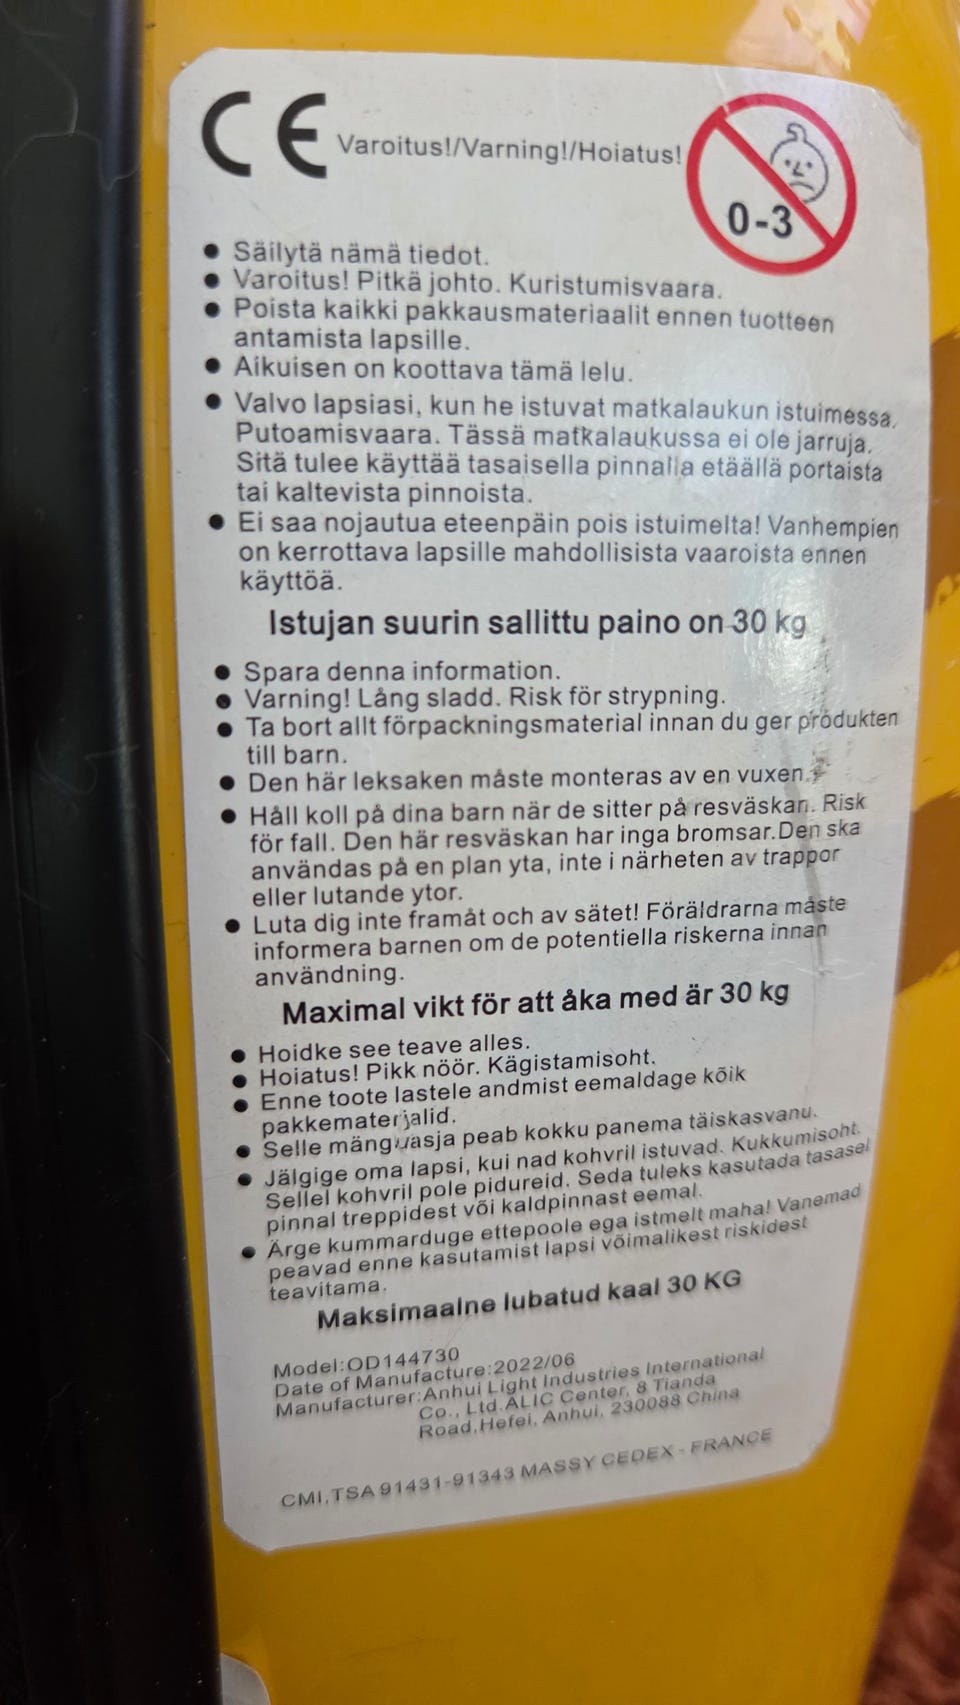 CE Varoitus!/Varning!/Hoiatus!
0-3
● Säilytä nämä tiedot.
● Varoitus! Pitkä johto. Kuristumisvaara.
● Poista kaikki pakkausmateriaalit ennen tuotteen
antamista lapsille.
● Aikuisen on koottava tämä lelu.
● Valvo lapsiasi, kun he istuvat matkalaukun istuimessa.
Putoamisvaara. Tässä matkalaukussa ei ole jarruja.
Sitä tulee käyttää tasaisella pinnalla etäällä portaista
tai kaltevista pinnoista.
● Ei saa nojautua eteenpäin pois istuimelta! Vanhempien
on kerrottava lapsille mahdollisista vaaroista ennen
käyttöä.
Istujan suurin sallittu paino on 30 kg
● Spara denna information.
● Varning! Lång sladd. Risk för strypning.
● Ta bort allt förpackningsmaterial innan du ger produkten
till barn.
● Den här leksaken måste monteras av en vuxen.
● Håll koll på dina barn när de sitter på resväskan. Risk
för fall. Den här resväskan har inga bromsar.Den ska
användas på en plan yta, inte i närheten av trappor
eller lutande ytor.
● Luta dig inte framåt och av sätet! Föräldrarna måste
informera barnen om de potentiella riskerna innan
användning.
Maximal vikt för att åka med är 30 kg
● Hoidke see teave alles.
● Hoiatus! Pikk nöör. Kägistamisoht.
● Enne toote lastele andmist eemaldage kõik
pakkematerjalid.
● Selle mänguasja peab kokku panema täiskasvanu.
● Jälgige oma lapsi, kui nad kohvril istuvad. Kukkumisoht.
Sellel kohvril pole pidureid. Seda tuleks kasutada tasasel
pinnal treppidest või kaldpinnast eemal.
● Ärge kummarduge ettepoole ega istmelt maha! Vanemad
peavad enne kasutamist lapsi võimalikest riskidest
teavitama.
Maksimaalne lubatud kaal 30 KG
Model:OD144730
Date of Manufacture:2022/06
Manufacturer:Anhui Light Industries International
Co., Ltd.ALIC Center, 8 Tianda
Road,Hefei, Anhui, 230088 China
CMI,TSA 91431-91343 MASSY CEDEX - FRANCE